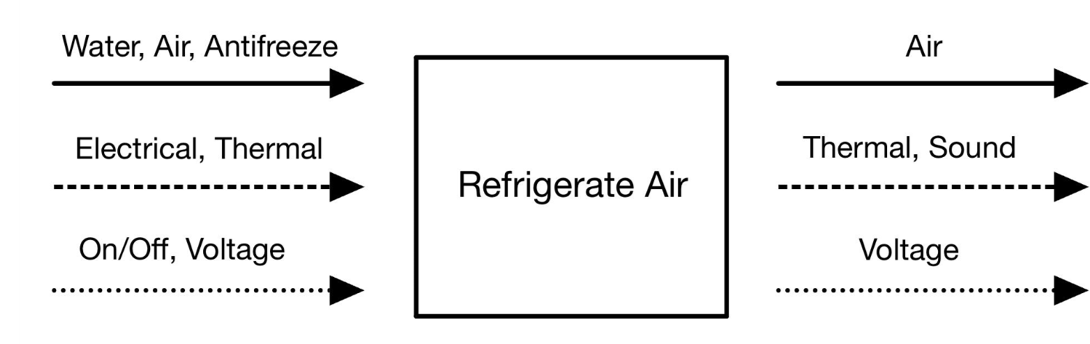 Water, Air, Antifreeze
Electrical, Thermal
On/Off, Voltage
Refrigerate Air
Air
Thermal, Sound
Voltage